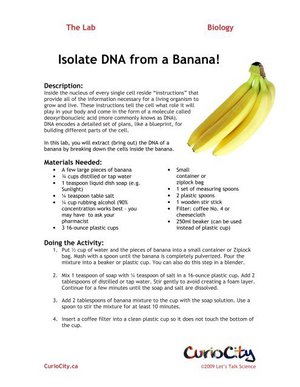 The Lab Biology
Isolate DNA from a Banana!
Description:
Inside the nucleus of every single cell reside “instructions” that
provide all of the information necessary for a living organism to
grow and live. These instructions tell the cell what role it will
play in your body and come in the form of a molecule called
deoxyribonucleic acid (more commonly known as DNA).
DNA encodes a detailed set of plans, like a blueprint, for
building different parts of the cell.
In this lab, you will extract (bring out) the DNA of a
banana by breaking down the cells inside the banana.
Materials Needed:
• A few large pieces of banana
• ¼ cups distilled or tap water
• 1 teaspoon liquid dish soap (e.g.
Sunlight)
• ¼ teaspoon table salt
• ¼ cup rubbing alcohol (90%
concentration works best – you
may have to ask your
pharmacist
• 3 16-ounce plastic cups
• Small
container or
ziplock bag
• 1 set of measuring spoons
• 2 plastic spoons
• 1 wooden stir stick
• Filter: coffee No. 4 or
cheesecloth
• 250ml beaker (can be used
instead of plastic cup)
Doing the Activity:
1. Put ½ cup of water and the pieces of banana into a small container or Ziplock
bag. Mash with a spoon until the banana is completely pulverized. Pour the
mixture into a beaker or plastic cup. You can also do this step in a blender.
2. Mix 1 teaspoon of soap with ¼ teaspoon of salt in a 16-ounce plastic cup. Add 2
tablespoons of distilled or tap water. Stir gently to avoid creating a foam layer.
Continue for a few minutes until the soap and salt are dissolved.
3. Add 2 tablespoons of banana mixture to the cup with the soap solution. Use a
spoon to stir the mixture for at least 10 minutes.
4. Insert a coffee filter into a clean plastic cup so it does not touch the bottom of
the cup.
CurioCity
CurioCity.ca ©2009 Let's Talk Science